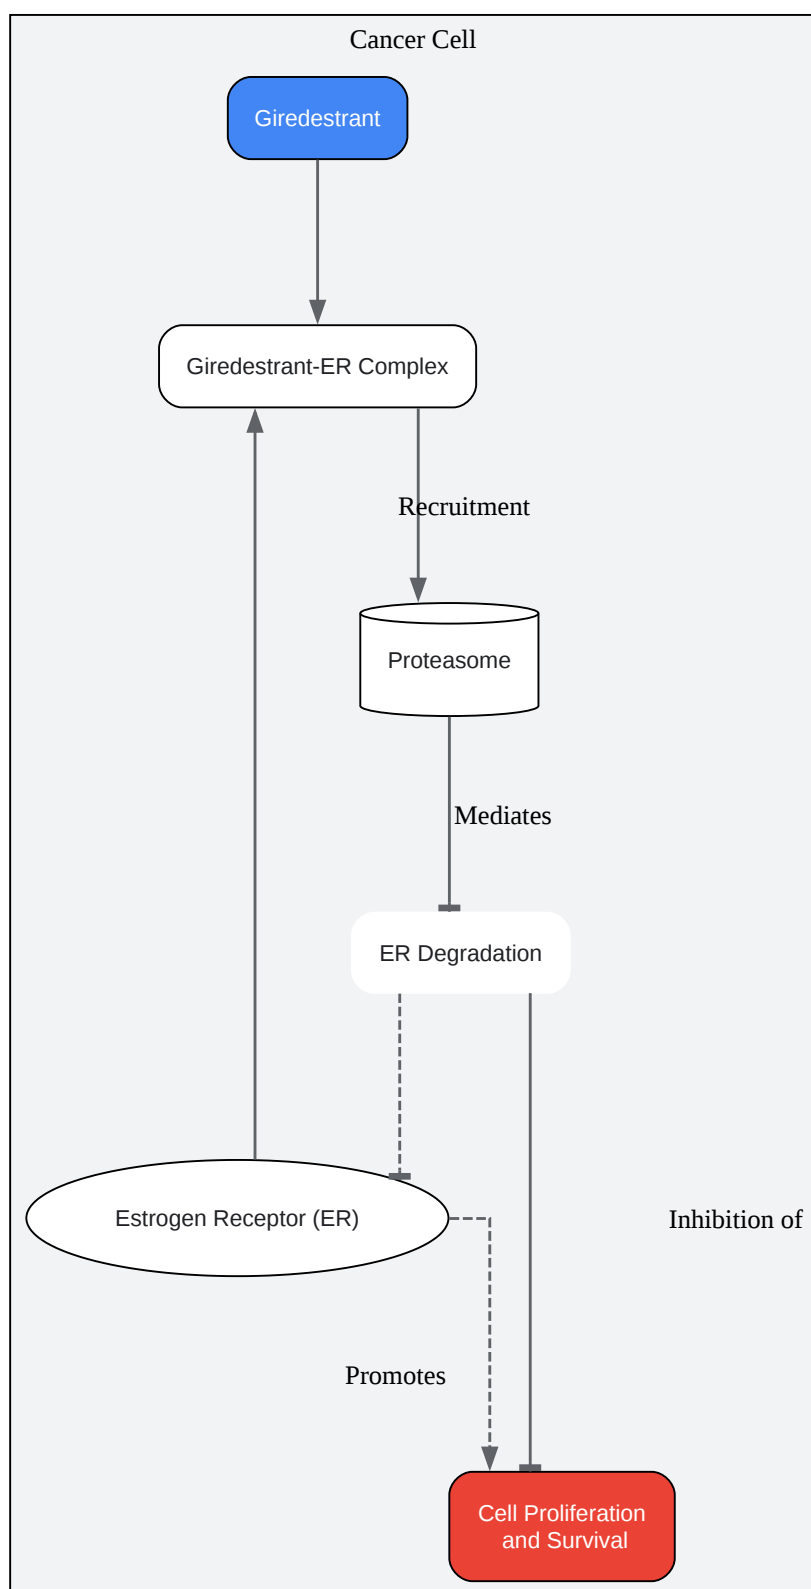 Cancer Cell
Giredestrant
Giredestrant-ER Complex
Recruitment
Proteasome
Mediates
ER Degradation
Estrogen Receptor (ER)
Inhibition of
Promotes
Cell Proliferation
and Survival